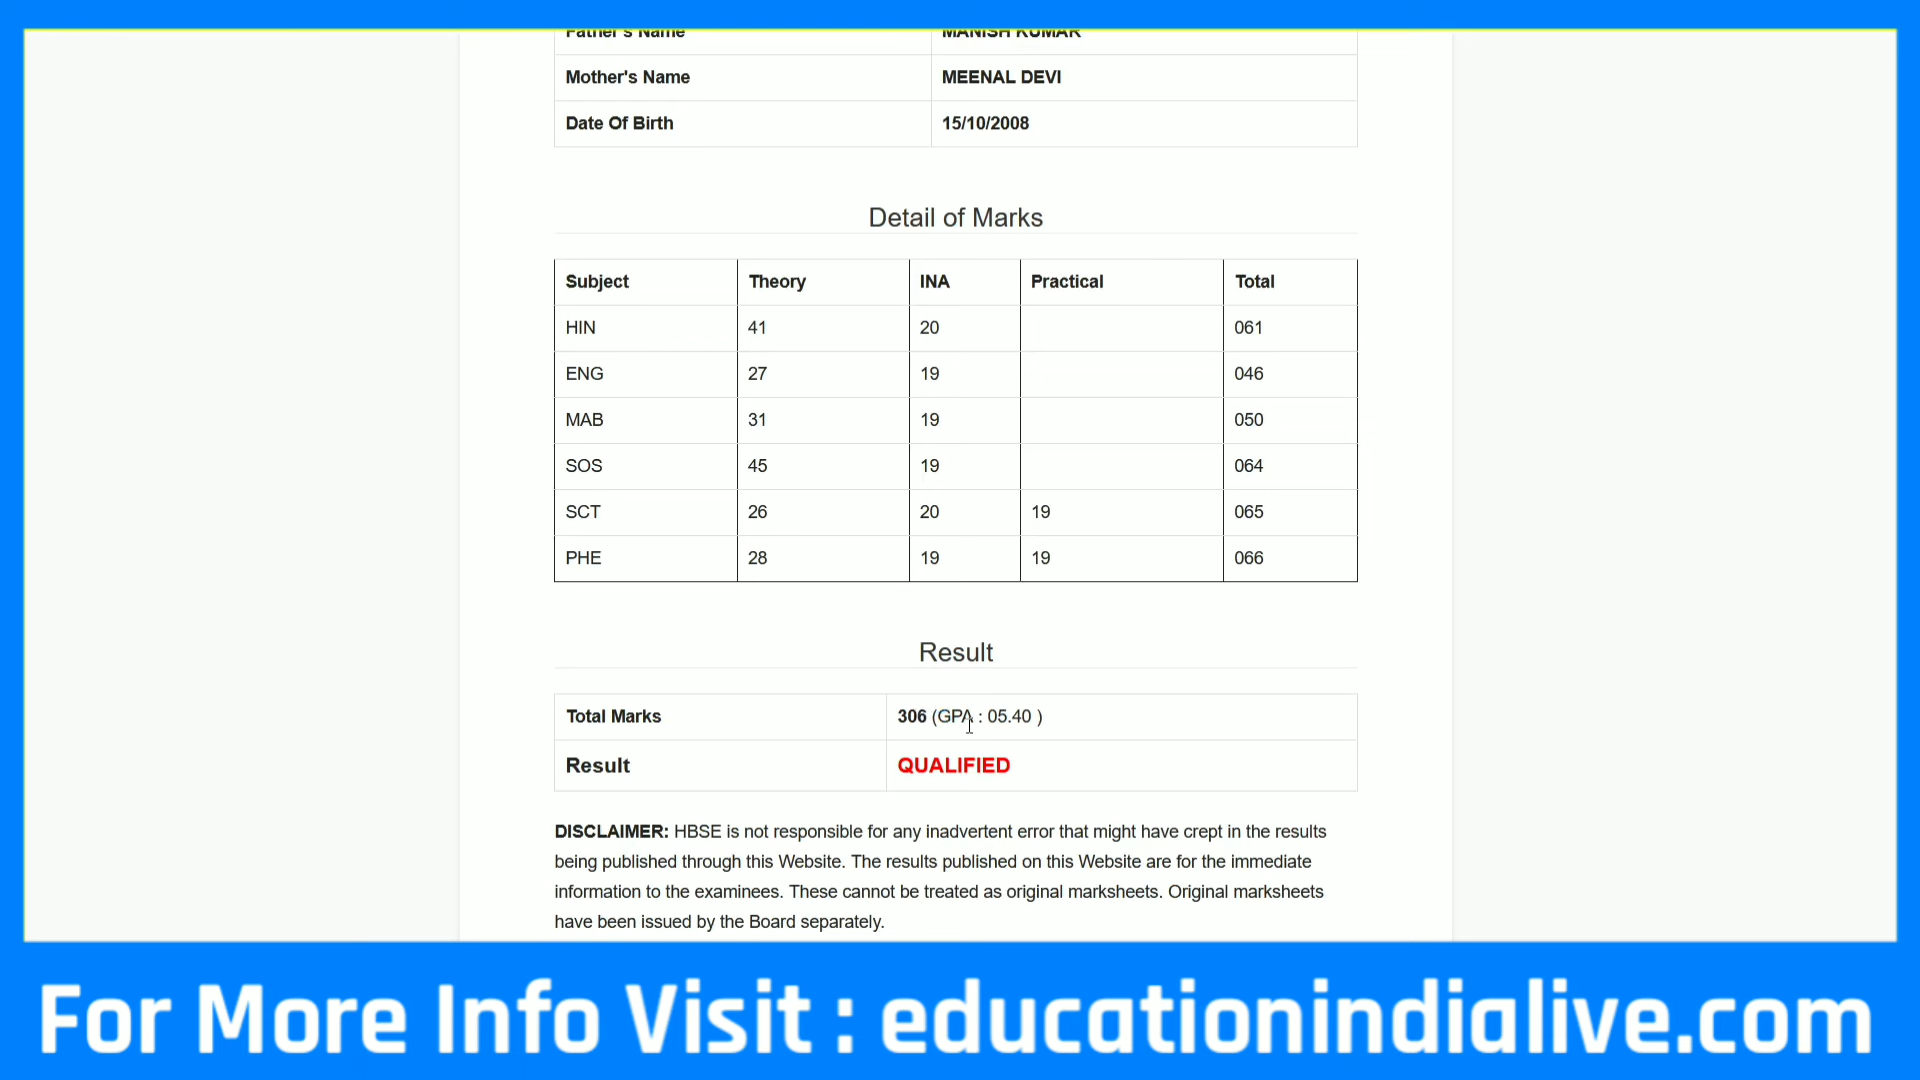 Father's Name MANISH KUMAR
Mother's Name MEENAL DEVI
Date Of Birth 15/10/2008
Detail of Marks
Subject Theory INA Practical Total
HIN 41 20 061
ENG 27 19 046
MAB 31 19 050
SOS 45 19 064
SCT 26 20 19 065
PHE 28 19 19 066
Result
Total Marks 306 (GPA : 05.40 )
Result QUALIFIED
DISCLAIMER: HBSE is not responsible for any inadvertent error that might have crept in the results
being published through this Website. The results published on this Website are for the immediate
information to the examinees. These cannot be treated as original marksheets. Original marksheets
have been issued by the Board separately.
For More Info Visit : educationindialive.com